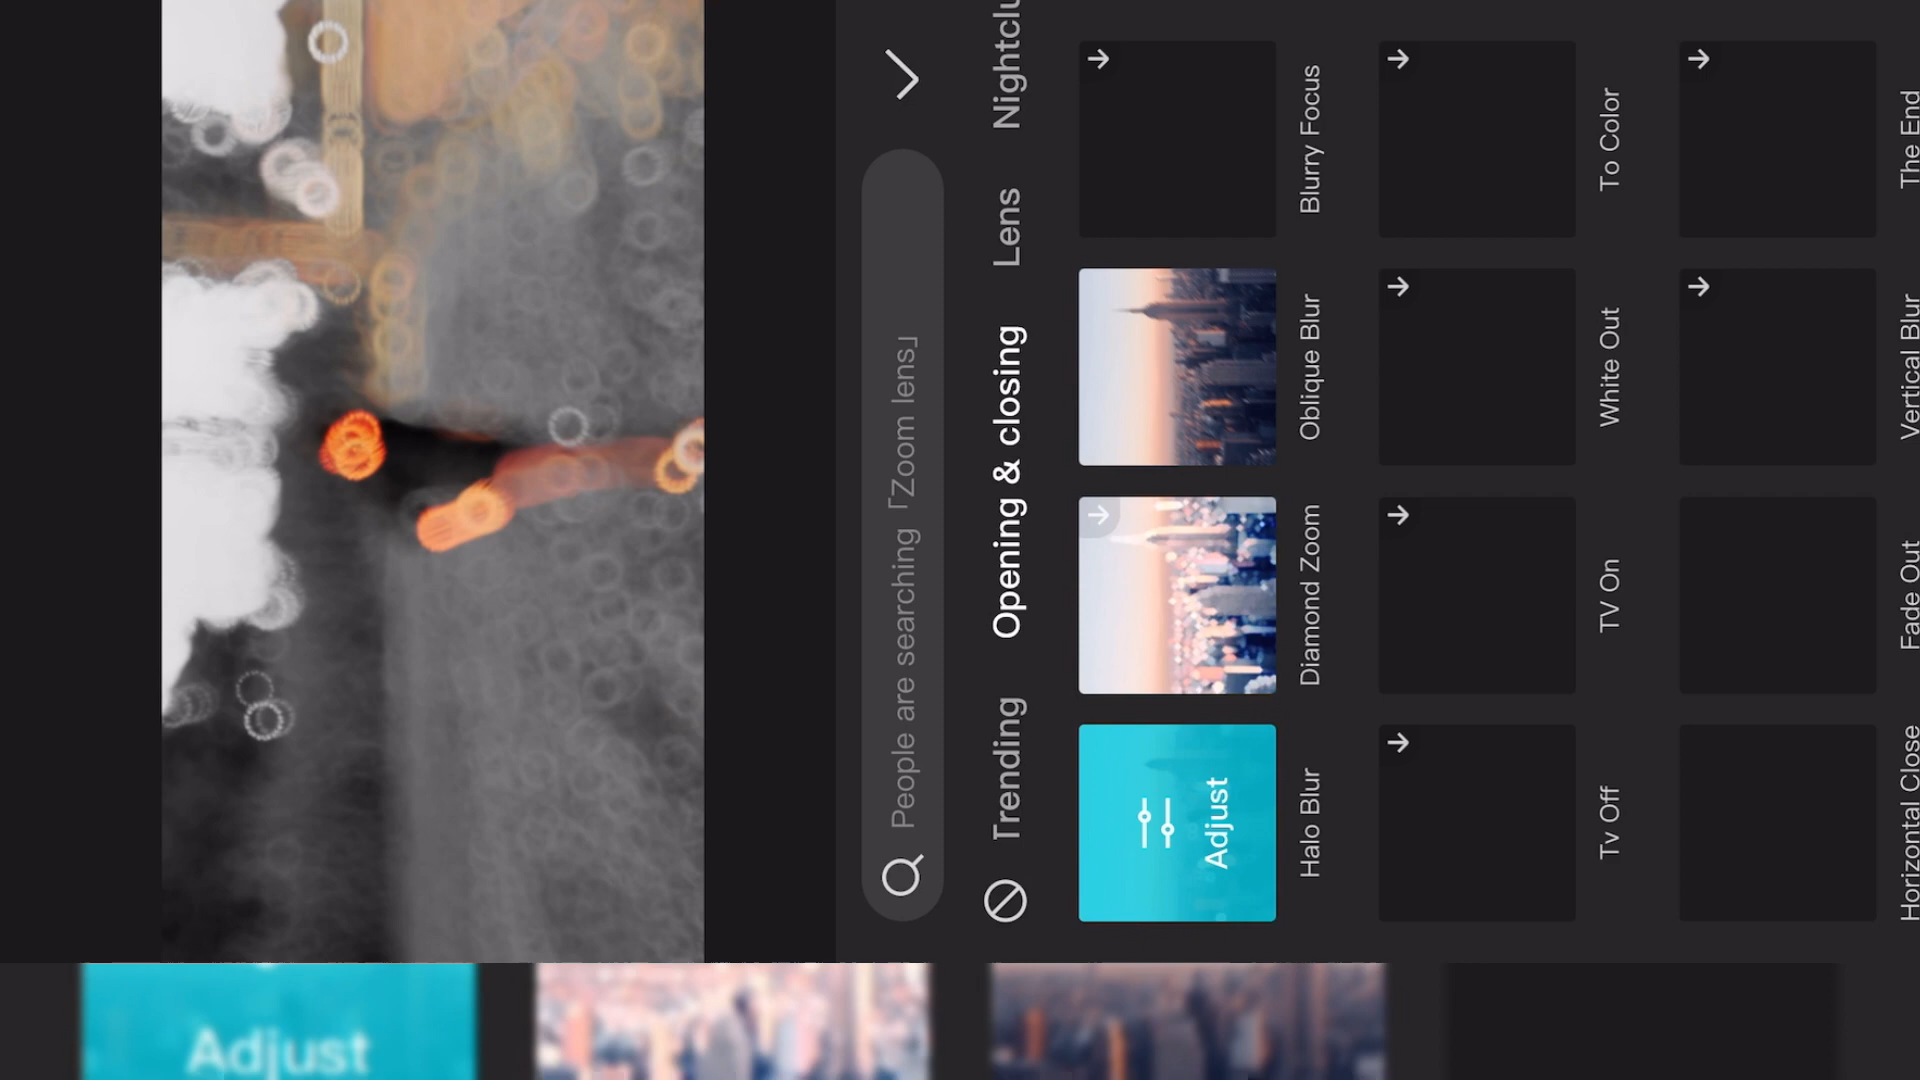 People are searching「Zoom lens」
Trending Opening & closing Lens Nightclu
Adjust
Halo Blur Diamond Zoom Oblique Blur Blurry Focus
Tv Off TV On White Out To Color
Horizontal Close Fade Out Vertical Blur The End
Adjust